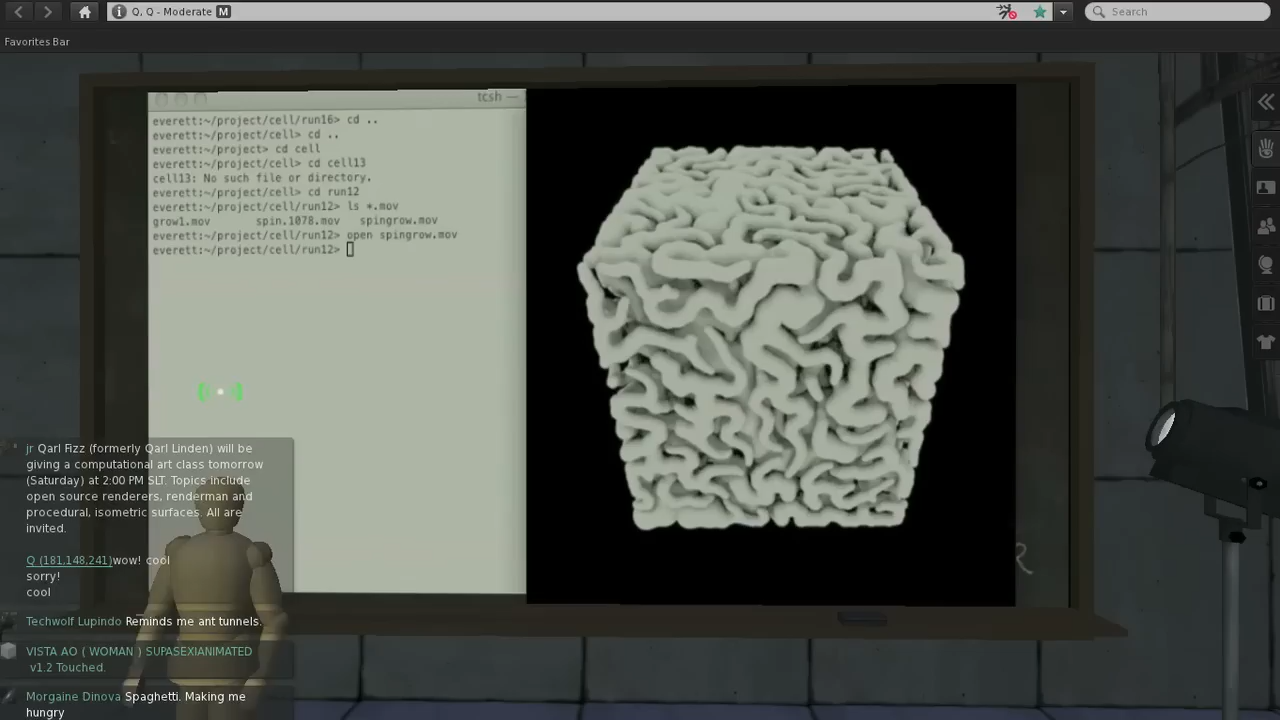 Q, Q - Moderate M
Search
Favorites Bar
tcsh —
everett:~/project/cell/run16> cd ..
everett:~/project/cell> cd ..
everett:~/project> cd cell
everett:~/project/cell> cd cell13
cell13: No such file or directory.
everett:~/project/cell> cd run12
everett:~/project/cell/run12> ls *.mov
grow1.mov spin.1078.mov spingrow.mov
everett:~/project/cell/run12> open spingrow.mov
everett:~/project/cell/run12>
jr Qarl Fizz (formerly Qarl Linden) will be
giving a computational art class tomorrow
(Saturday) at 2:00 PM SLT. Topics include
open source renderers, renderman and
procedural, isometric surfaces. All are
invited.
Q (181,148,241)wow! cool
sorry!
cool
Techwolf Lupindo Reminds me ant tunnels.
VISTA AO ( WOMAN ) SUPASEXIANIMATED
v1.2 Touched.
Morgaine Dinova Spaghetti. Making me
hungry
R